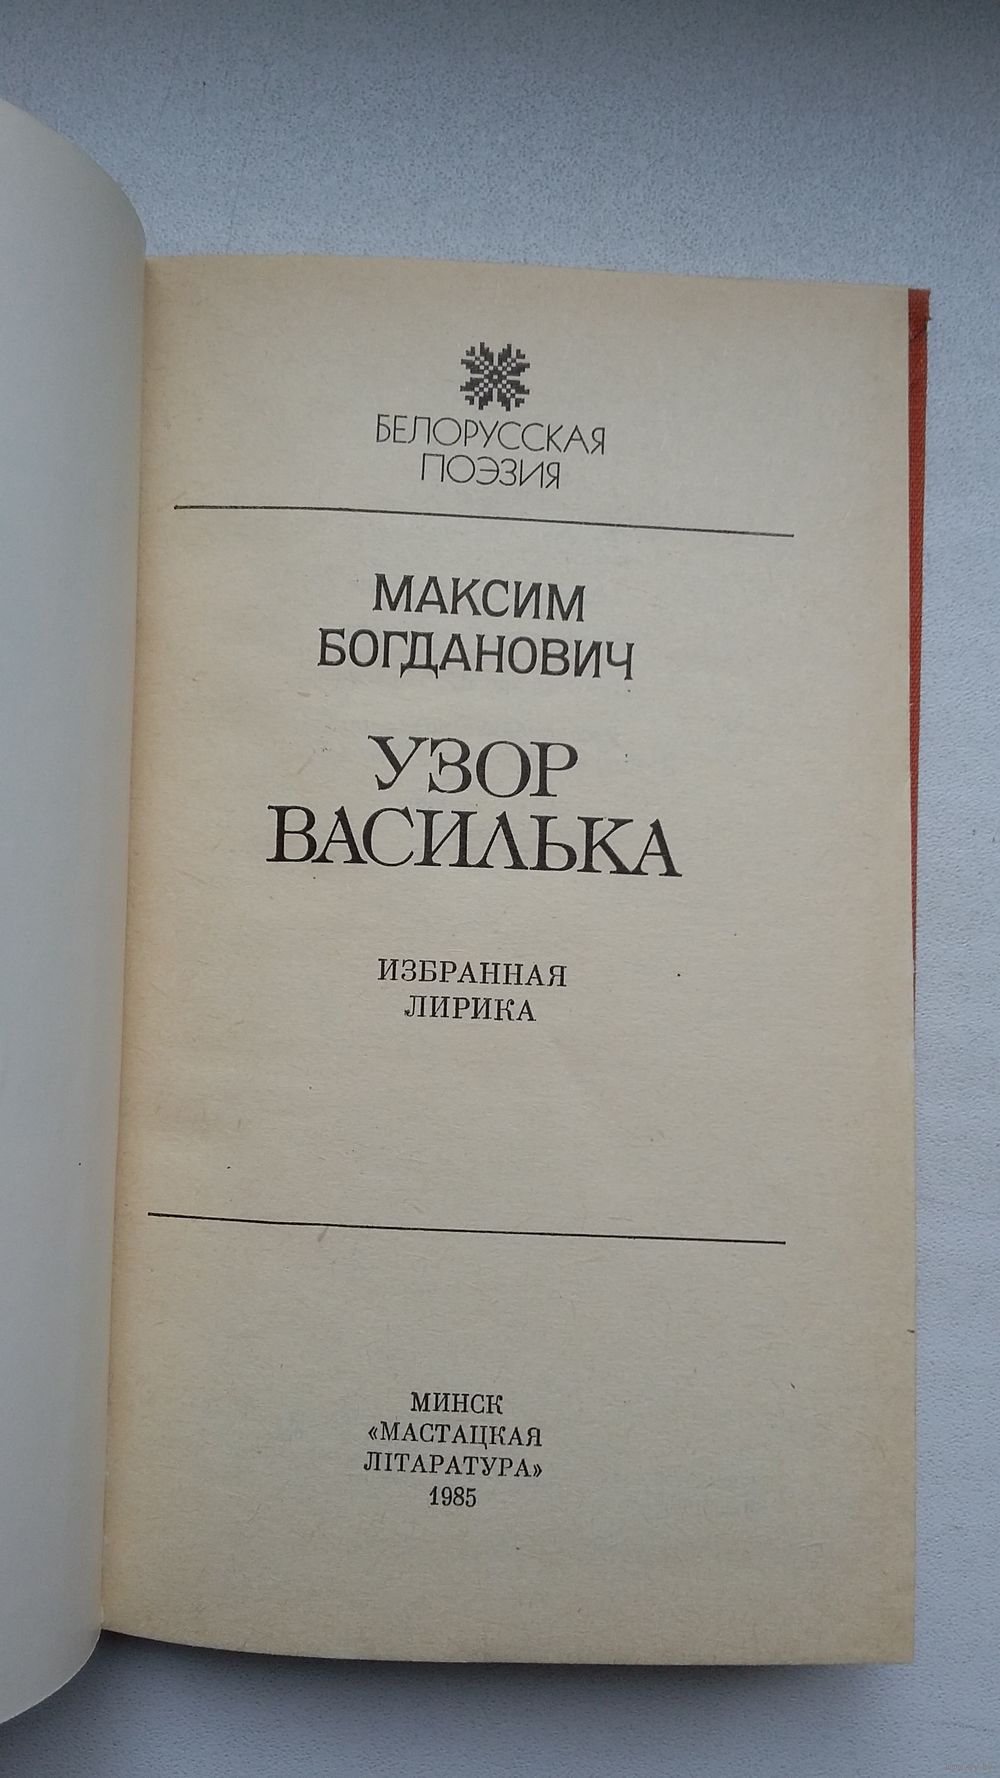 БЕЛОРУССКАЯ
ПОЭЗИЯ
МАКСИМ
БОГДАНОВИЧ
УЗОР
ВАСИЛЬКА
ИЗБРАННАЯ
ЛИРИКА
МИНСК
«МАСТАЦКАЯ
ЛІТАРАТУРА»
1985